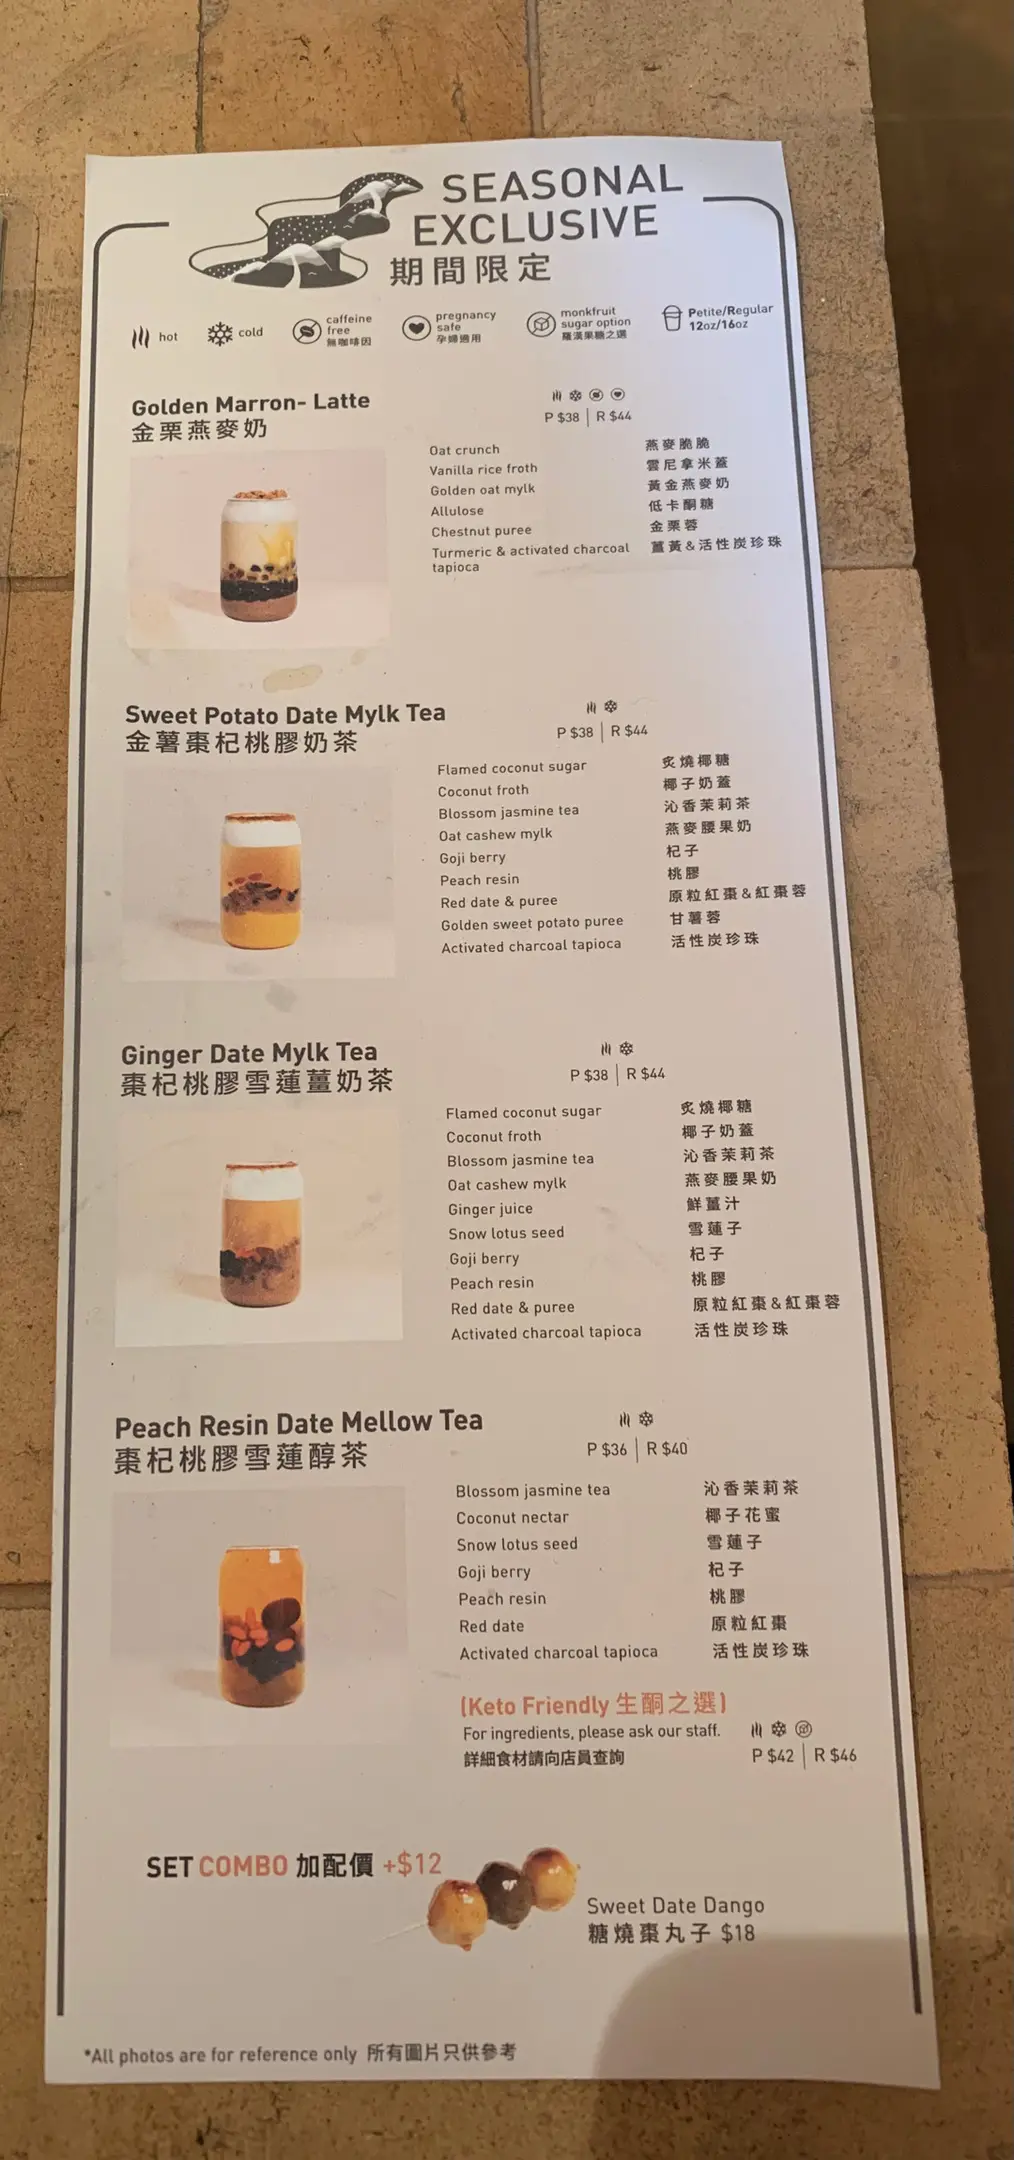 SEASONAL
EXCLUSIVE
期間限定
hot
cold
caffeine
free
無咖啡因
pregnancy
safe
孕婦適用
monkfruit
sugar option
羅漢果糖之選
Petite/Regular
12oz/16oz
Golden Marron- Latte
金栗燕麥奶
P $38 | R $44
Oat crunch 燕麥脆脆
Vanilla rice froth 雲尼拿米蓋
Golden oat mylk 黃金燕麥奶
Allulose 低卡酮糖
Chestnut puree 金栗蓉
Turmeric & activated charcoal 薑黃&活性炭珍珠
tapioca
Sweet Potato Date Mylk Tea
金薯棗杞桃膠奶茶
P $38 | R $44
Flamed coconut sugar 炙燒椰糖
Coconut froth 椰子奶蓋
Blossom jasmine tea 沁香茉莉茶
Oat cashew mylk 燕麥腰果奶
Goji berry 杞子
Peach resin 桃膠
Red date & puree 原粒紅棗&紅棗蓉
Golden sweet potato puree 甘薯蓉
Activated charcoal tapioca 活性炭珍珠
Ginger Date Mylk Tea
棗杞桃膠雪蓮薑奶茶
P $38 | R $44
Flamed coconut sugar 炙燒椰糖
Coconut froth 椰子奶蓋
Blossom jasmine tea 沁香茉莉茶
Oat cashew mylk 燕麥腰果奶
Ginger juice 鮮薑汁
Snow lotus seed 雪蓮子
Goji berry 杞子
Peach resin 桃膠
Red date & puree 原粒紅棗&紅棗蓉
Activated charcoal tapioca 活性炭珍珠
Peach Resin Date Mellow Tea
棗杞桃膠雪蓮醇茶
P $36 | R $40
Blossom jasmine tea 沁香茉莉茶
Coconut nectar 椰子花蜜
Snow lotus seed 雪蓮子
Goji berry 杞子
Peach resin 桃膠
Red date 原粒紅棗
Activated charcoal tapioca 活性炭珍珠
(Keto Friendly 生酮之選)
For ingredients, please ask our staff.
詳細食材請向店員查詢
P $42 | R $46
SET COMBO 加配價 +$12
Sweet Date Dango
糖燒棗丸子 $18
*All photos are for reference only 所有圖片只供參考